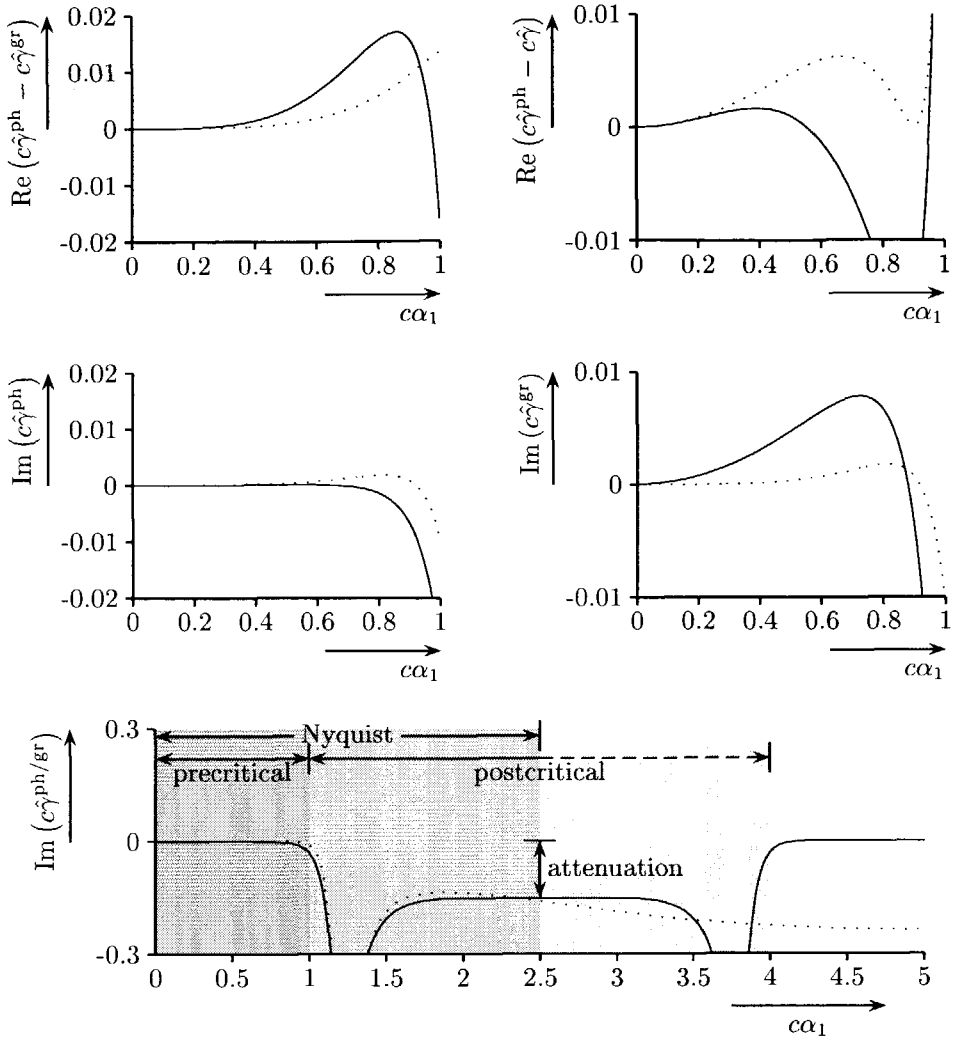 Re (cγ̂^ph − cγ̂^gr)
0.02
0.01
0
-0.01
-0.02
0 0.2 0.4 0.6 0.8 1
cα₁
Re (cγ̂^ph − cγ̂)
0.01
0
-0.01
0 0.2 0.4 0.6 0.8 1
cα₁
Im (cγ̂^ph)
0.02
0.01
0
-0.01
-0.02
0 0.2 0.4 0.6 0.8 1
cα₁
Im (cγ̂^gr)
0.01
0
-0.01
0 0.2 0.4 0.6 0.8 1
cα₁
Im (cγ̂^ph/gr)
0.3
0
-0.3
Nyquist
precritical
postcritical
attenuation
0 0.5 1 1.5 2 2.5 3 3.5 4 4.5 5
cα₁